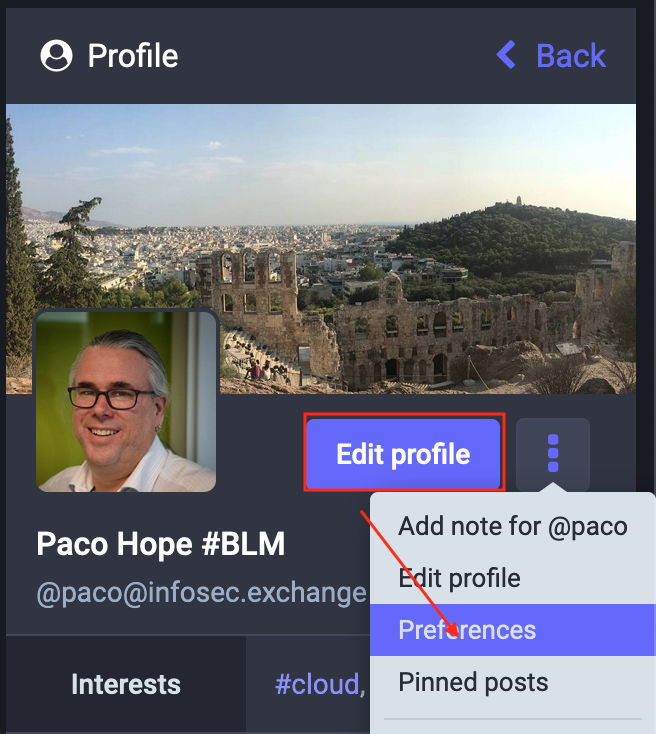 Profile
Back
Edit profile
Add note for @paco
Paco Hope #BLM
Edit profile
@paco@infosec.exchange
Preferences
Interests
#cloud,
Pinned posts